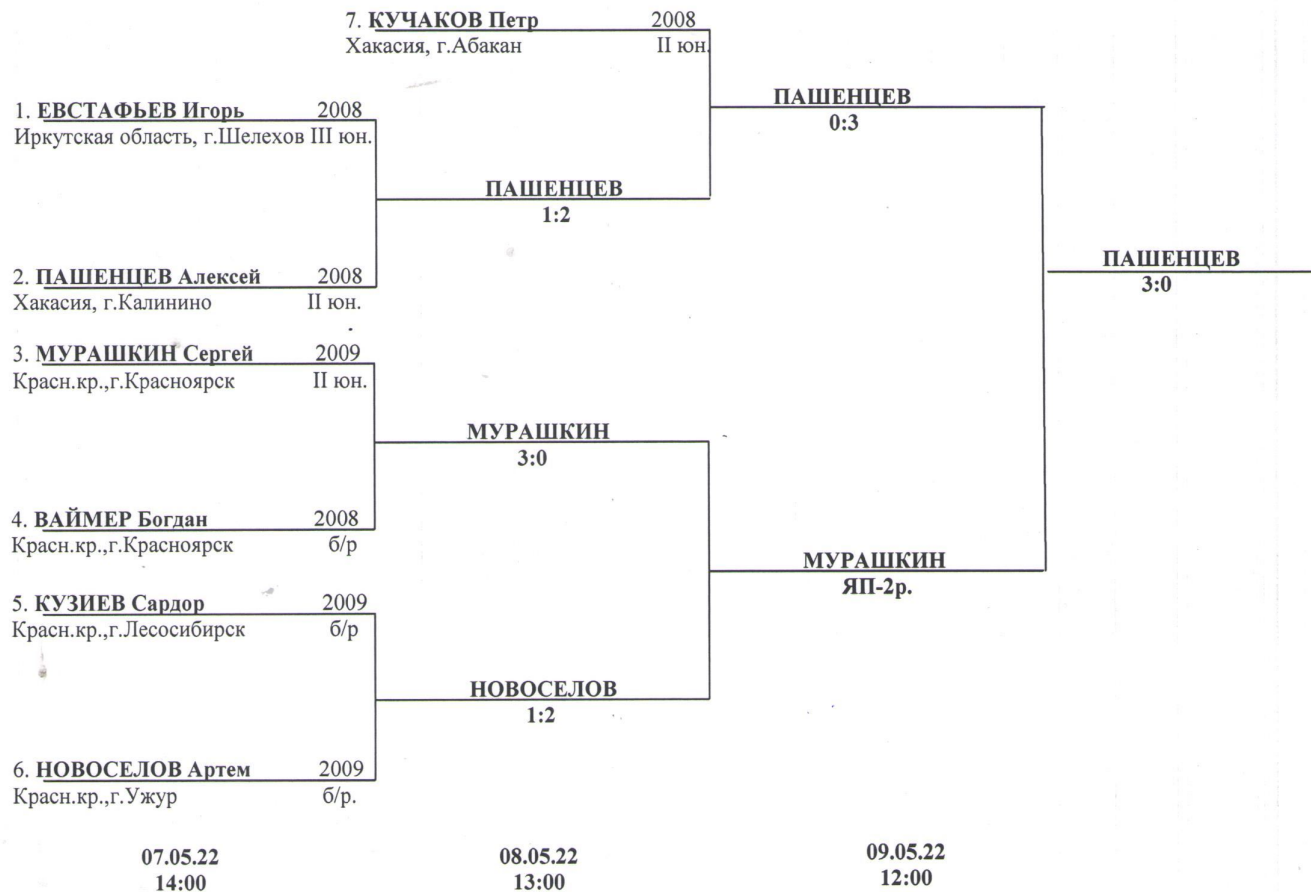 7. КУЧАКОВ Петр 2008
Хакасия, г.Абакан II юн.
1. ЕВСТАФЬЕВ Игорь 2008
Иркутская область, г.Шелехов III юн.
ПАШЕНЦЕВ
0:3
ПАШЕНЦЕВ
1:2
2. ПАШЕНЦЕВ Алексей 2008
Хакасия, г.Калинино II юн.
ПАШЕНЦЕВ
3:0
3. МУРАШКИН Сергей 2009
Красн.кр.,г.Красноярск II юн.
МУРАШКИН
3:0
4. ВАЙМЕР Богдан 2008
Красн.кр.,г.Красноярск б/р
МУРАШКИН
ЯП-2р.
5. КУЗИЕВ Сардор 2009
Красн.кр.,г.Лесосибирск б/р
НОВОСЕЛОВ
1:2
6. НОВОСЕЛОВ Артем 2009
Красн.кр.,г.Ужур б/р.
07.05.22 08.05.22 09.05.22
14:00 13:00 12:00